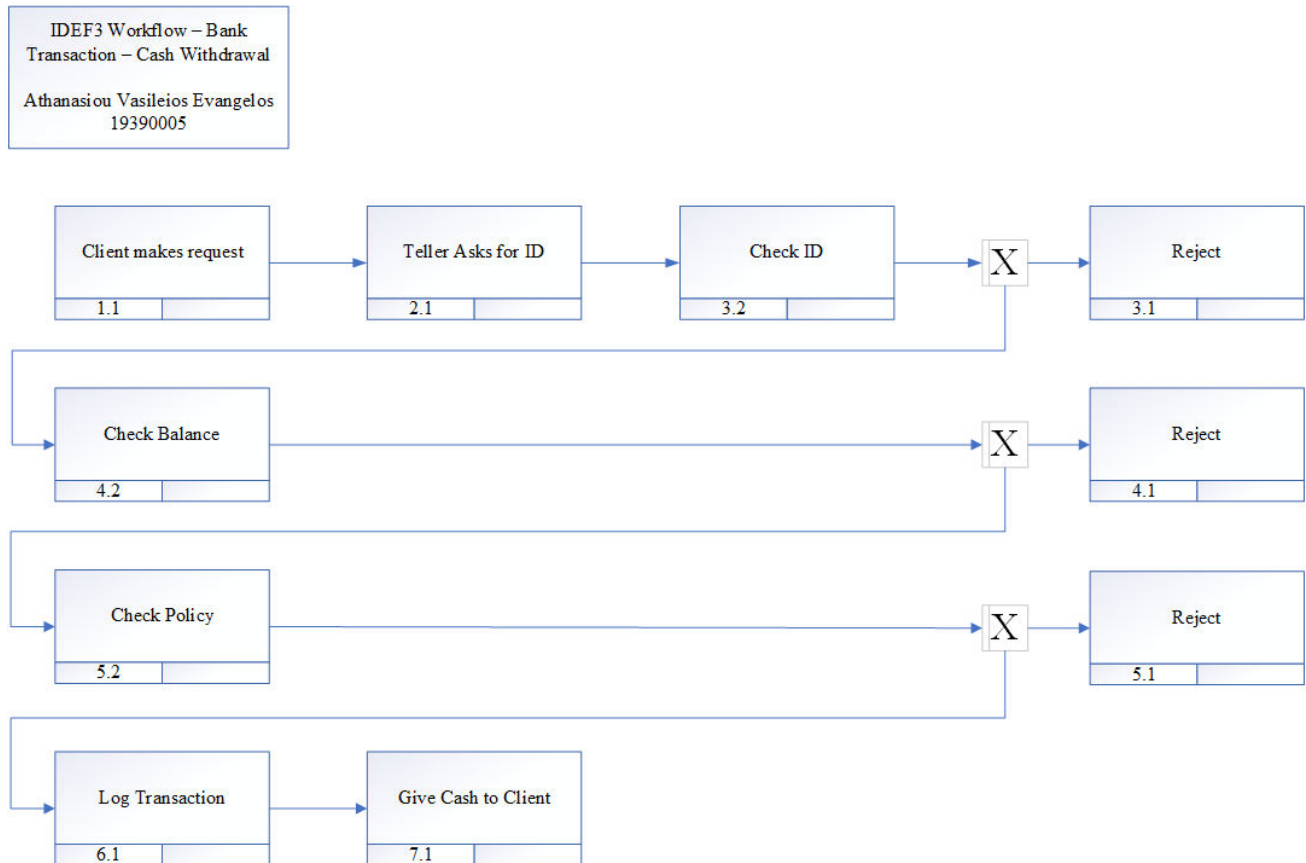 IDEF3 Workflow – Bank
Transaction – Cash Withdrawal
Athanasiou Vasileios Evangelos
19390005
Client makes request
1.1
Teller Asks for ID
2.1
Check ID
3.2
X
Reject
3.1
Check Balance
4.2
X
Reject
4.1
Check Policy
5.2
X
Reject
5.1
Log Transaction
6.1
Give Cash to Client
7.1